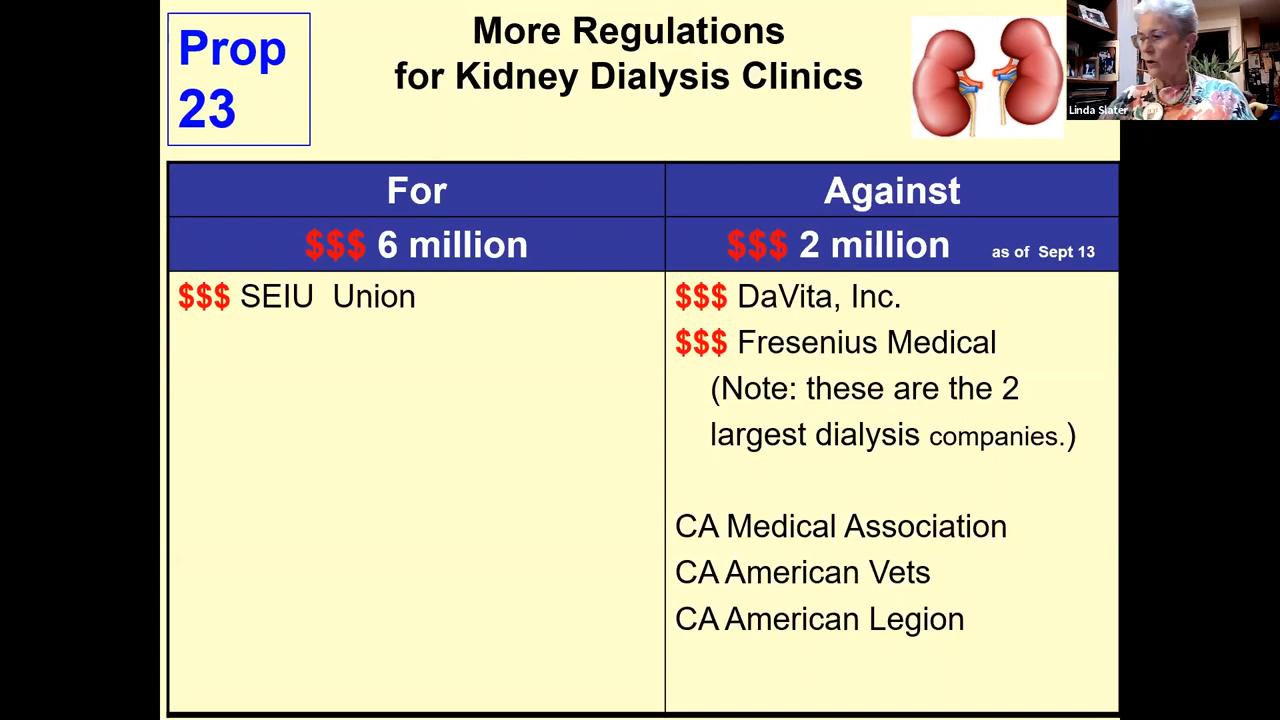 Prop
23
More Regulations
for Kidney Dialysis Clinics
Linda Slater
For
Against
$$$ 6 million
$$$ 2 million as of Sept 13
$$$ SEIU Union
$$$ DaVita, Inc.
$$$ Fresenius Medical
(Note: these are the 2
largest dialysis companies.)
CA Medical Association
CA American Vets
CA American Legion